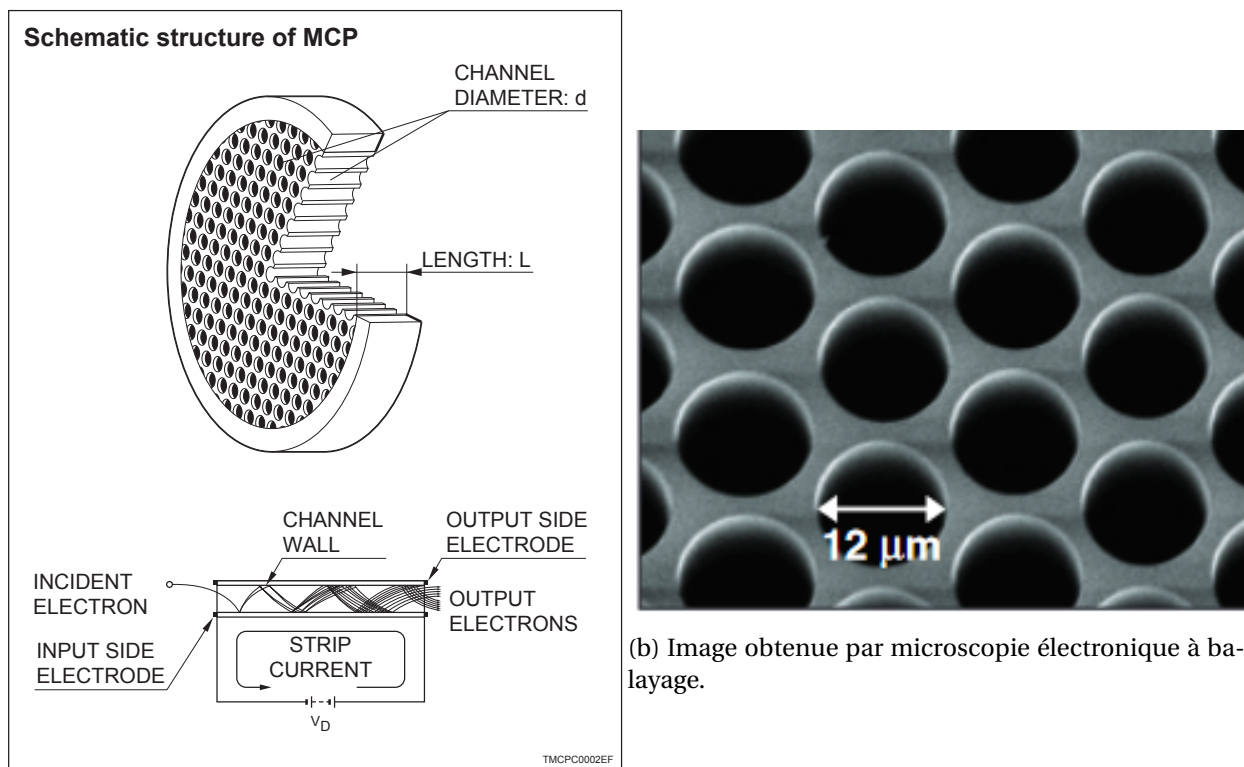 Schematic structure of MCP
CHANNEL
DIAMETER: d
LENGTH: L
CHANNEL
WALL
OUTPUT SIDE
ELECTRODE
INCIDENT
ELECTRON
OUTPUT
ELECTRONS
INPUT SIDE
ELECTRODE
STRIP
CURRENT
VD
TMCPC0002EF
12 μm
(b) Image obtenue par microscopie électronique à ba-
layage.